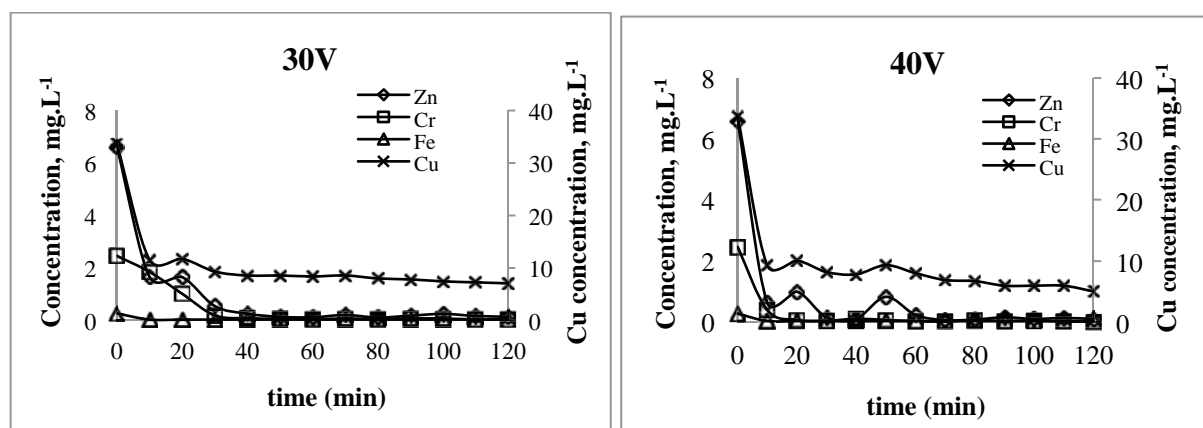 30V
Concentration, mg.L-1
8
6
4
2
0
Zn
Cr
Fe
Cu
40
30
20
10
0
Cu concentration, mg.L-1
0 20 40 60 80 100 120
time (min)
40V
Concentration, mg.L-1
8
6
4
2
0
Zn
Cr
Fe
Cu
40
30
20
10
0
Cu concentration, mg.L-1
0 20 40 60 80 100 120
time (min)